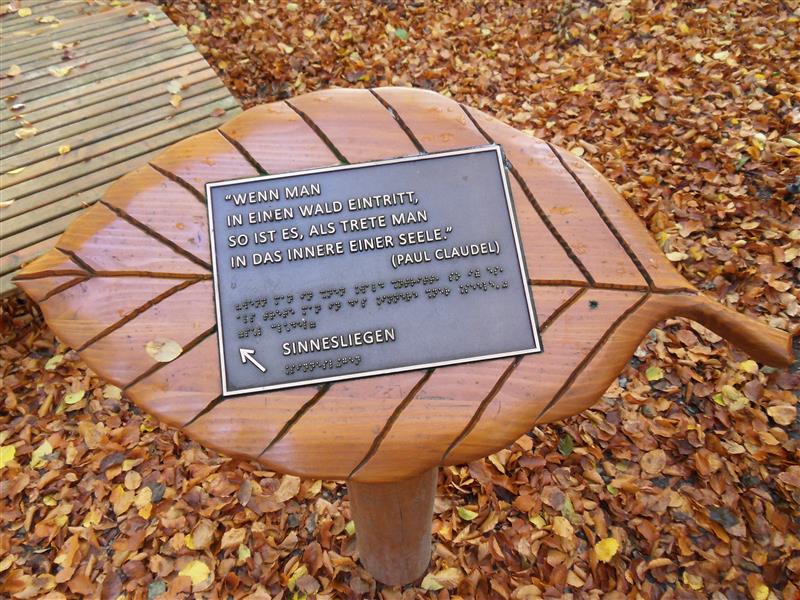 “WENN MAN
IN EINEN WALD EINTRITT,
SO IST ES, ALS TRETE MAN
IN DAS INNERE EINER SEELE.”
(PAUL CLAUDEL)
SINNESLIEGEN